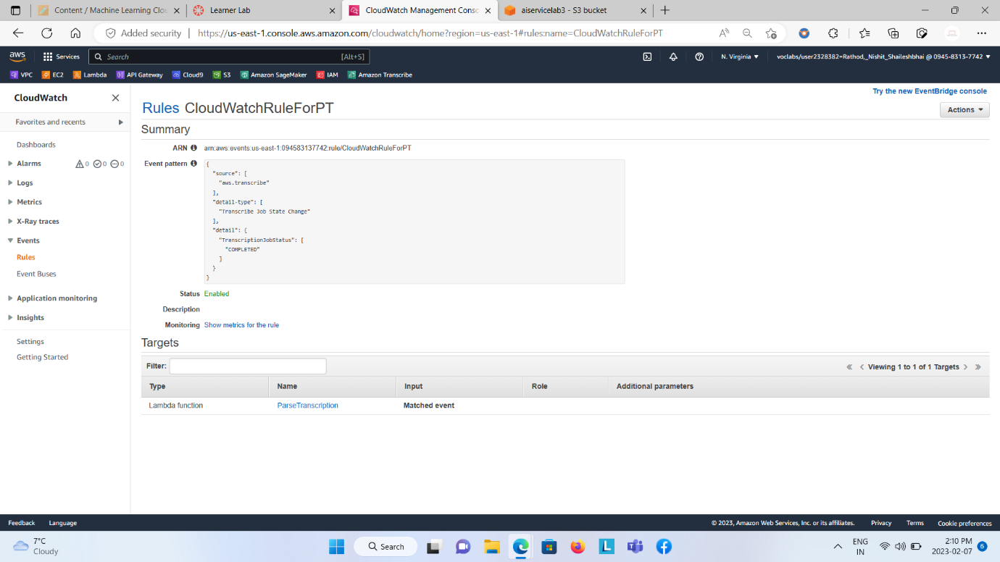 Content / Machine Learning Clou
Learner Lab
CloudWatch Management Conso
aiservicelab3 - S3 bucket
Added security
https://us-east-1.console.aws.amazon.com/cloudwatch/home?region=us-east-1#rules:name=CloudWatchRuleForPT
aws
Services
Search
[Alt+S]
N. Virginia
voclabs/user2328382=Rathod,_Nishit_Shaileshbhai @ 0945-8313-7742
VPC
EC2
Lambda
API Gateway
Cloud9
S3
Amazon SageMaker
IAM
Amazon Transcribe
CloudWatch
Favorites and recents
Dashboards
Alarms
0
0
0
Logs
Metrics
X-Ray traces
Events
Rules
Event Buses
Application monitoring
Insights
Settings
Getting Started
Try the new EventBridge console
Rules CloudWatchRuleForPT
Actions
Summary
ARN arn:aws:events:us-east-1:094583137742:rule/CloudWatchRuleForPT
Event pattern {
"source": [
"aws.transcribe"
],
"detail-type": [
"Transcribe Job State Change"
],
"detail": {
"TranscriptionJobStatus": [
"COMPLETED"
]
}
}
Status Enabled
Description
Monitoring Show metrics for the rule
Targets
Filter:
Viewing 1 to 1 of 1 Targets
Type Name Input Role Additional parameters
Lambda function ParseTranscription Matched event
Feedback
Language
© 2023, Amazon Web Services, Inc. or its affiliates.
Privacy
Terms
Cookie preferences
7°C
Cloudy
Search
ENG
IN
2:10 PM
2023-02-07
6